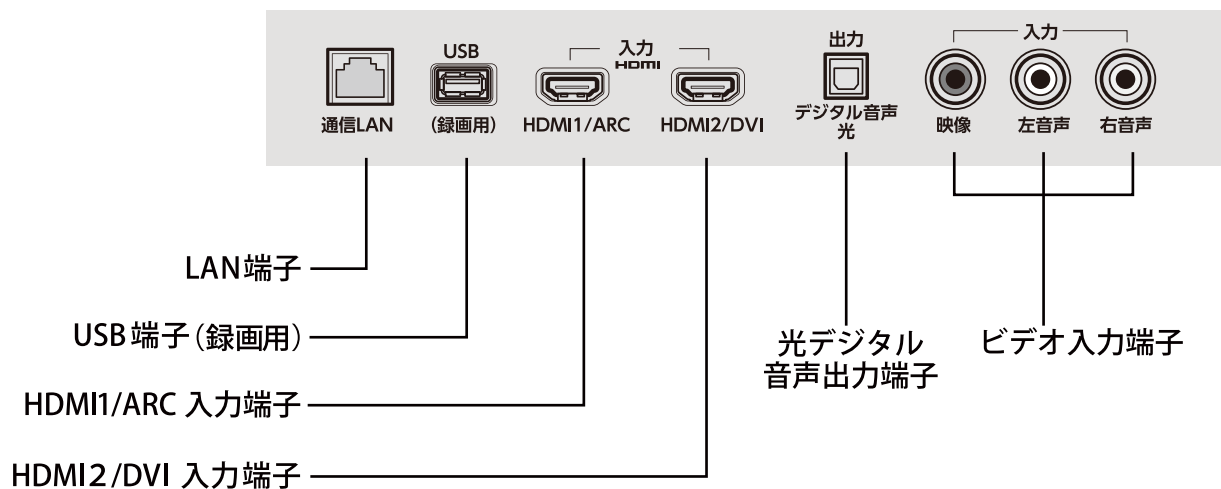 USB
入力
HDMI
出力
入力
通信LAN
(録画用)
HDMI1/ARC
HDMI2/DVI
デジタル音声
光
映像
左音声
右音声
LAN端子
USB端子(録画用)
HDMI1/ARC 入力端子
HDMI2/DVI 入力端子
光デジタル
音声出力端子
ビデオ入力端子